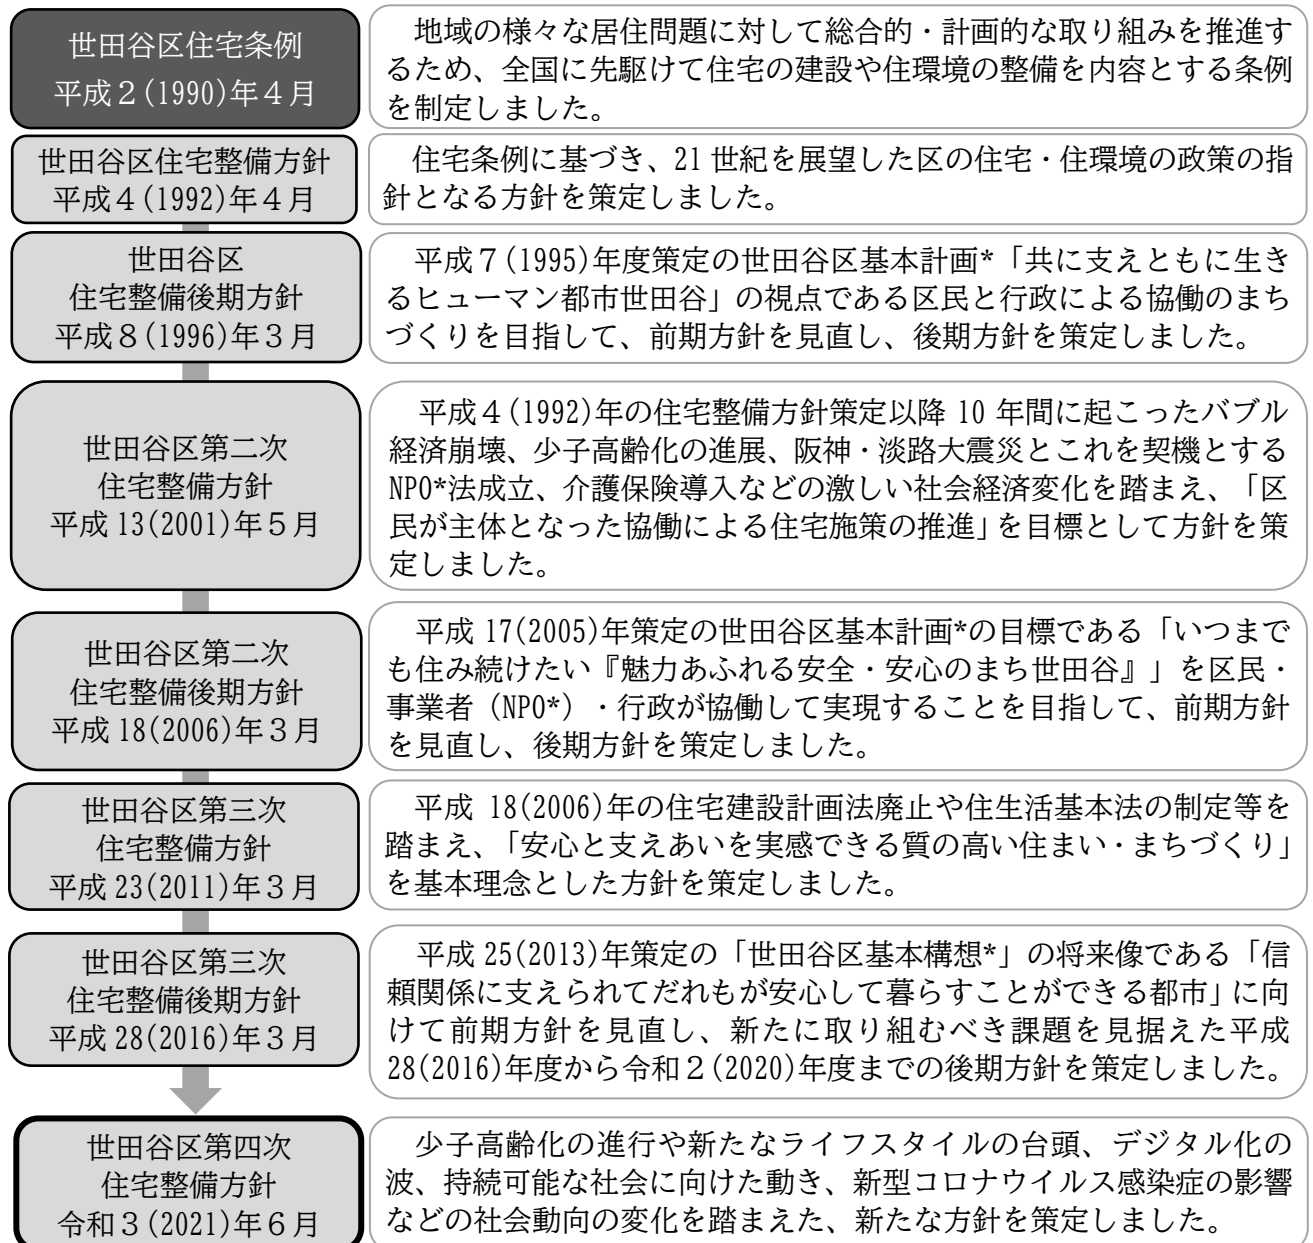 世田谷区住宅条例
平成２(1990)年４月
地域の様々な居住問題に対して総合的・計画的な取り組みを推進す
るため、全国に先駆けて住宅の建設や住環境の整備を内容とする条例
を制定しました。
世田谷区住宅整備方針
平成４(1992)年４月
住宅条例に基づき、21 世紀を展望した区の住宅・住環境の政策の指
針となる方針を策定しました。
世田谷区
住宅整備後期方針
平成８(1996)年３月
平成７(1995)年度策定の世田谷区基本計画*「共に支えともに生き
るヒューマン都市世田谷」の視点である区民と行政による協働のまち
づくりを目指して、前期方針を見直し、後期方針を策定しました。
世田谷区第二次
住宅整備方針
平成 13(2001)年５月
平成４(1992)年の住宅整備方針策定以降 10 年間に起こったバブル
経済崩壊、少子高齢化の進展、阪神・淡路大震災とこれを契機とする
NPO*法成立、介護保険導入などの激しい社会経済変化を踏まえ、「区
民が主体となった協働による住宅施策の推進」を目標として方針を策
定しました。
世田谷区第二次
住宅整備後期方針
平成 18(2006)年３月
平成 17(2005)年策定の世田谷区基本計画*の目標である「いつまで
も住み続けたい『魅力あふれる安全・安心のまち世田谷』」を区民・
事業者（NPO*）・行政が協働して実現することを目指して、前期方針
を見直し、後期方針を策定しました。
世田谷区第三次
住宅整備方針
平成 23(2011)年３月
平成 18(2006)年の住宅建設計画法廃止や住生活基本法の制定等を
踏まえ、「安心と支えあいを実感できる質の高い住まい・まちづくり」
を基本理念とした方針を策定しました。
世田谷区第三次
住宅整備後期方針
平成 28(2016)年３月
平成 25(2013)年策定の「世田谷区基本構想*」の将来像である「信
頼関係に支えられてだれもが安心して暮らすことができる都市」に向
けて前期方針を見直し、新たに取り組むべき課題を見据えた平成
28(2016)年度から令和２(2020)年度までの後期方針を策定しました。
世田谷区第四次
住宅整備方針
令和３(2021)年６月
少子高齢化の進行や新たなライフスタイルの台頭、デジタル化の
波、持続可能な社会に向けた動き、新型コロナウイルス感染症の影響
などの社会動向の変化を踏まえた、新たな方針を策定しました。